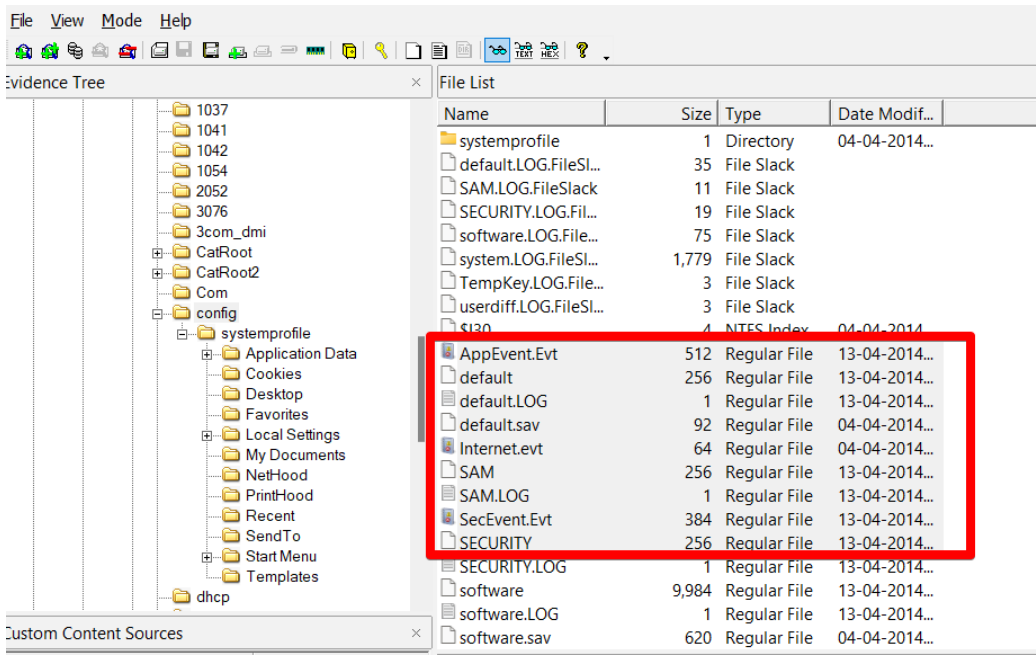 File View Mode Help
TEXT HEX
Evidence Tree
File List
1037
1041
1042
1054
2052
3076
3com_dmi
CatRoot
CatRoot2
Com
config
systemprofile
Application Data
Cookies
Desktop
Favorites
Local Settings
My Documents
NetHood
PrintHood
Recent
SendTo
Start Menu
Templates
dhcp
Custom Content Sources
Name Size Type Date Modif...
systemprofile 1 Directory 04-04-2014...
default.LOG.FileSl... 35 File Slack
SAM.LOG.FileSlack 11 File Slack
SECURITY.LOG.Fil... 19 File Slack
software.LOG.File... 75 File Slack
system.LOG.FileSl... 1,779 File Slack
TempKey.LOG.File... 3 File Slack
userdiff.LOG.FileSl... 3 File Slack
$I30 4 NTFS Index 04-04-2014
AppEvent.Evt 512 Regular File 13-04-2014...
default 256 Regular File 13-04-2014...
default.LOG 1 Regular File 13-04-2014...
default.sav 92 Regular File 04-04-2014...
Internet.evt 64 Regular File 04-04-2014...
SAM 256 Regular File 13-04-2014...
SAM.LOG 1 Regular File 13-04-2014...
SecEvent.Evt 384 Regular File 13-04-2014...
SECURITY 256 Regular File 13-04-2014...
SECURITY.LOG 1 Regular File 13-04-2014...
software 9,984 Regular File 13-04-2014...
software.LOG 1 Regular File 13-04-2014...
software.sav 620 Regular File 04-04-2014...